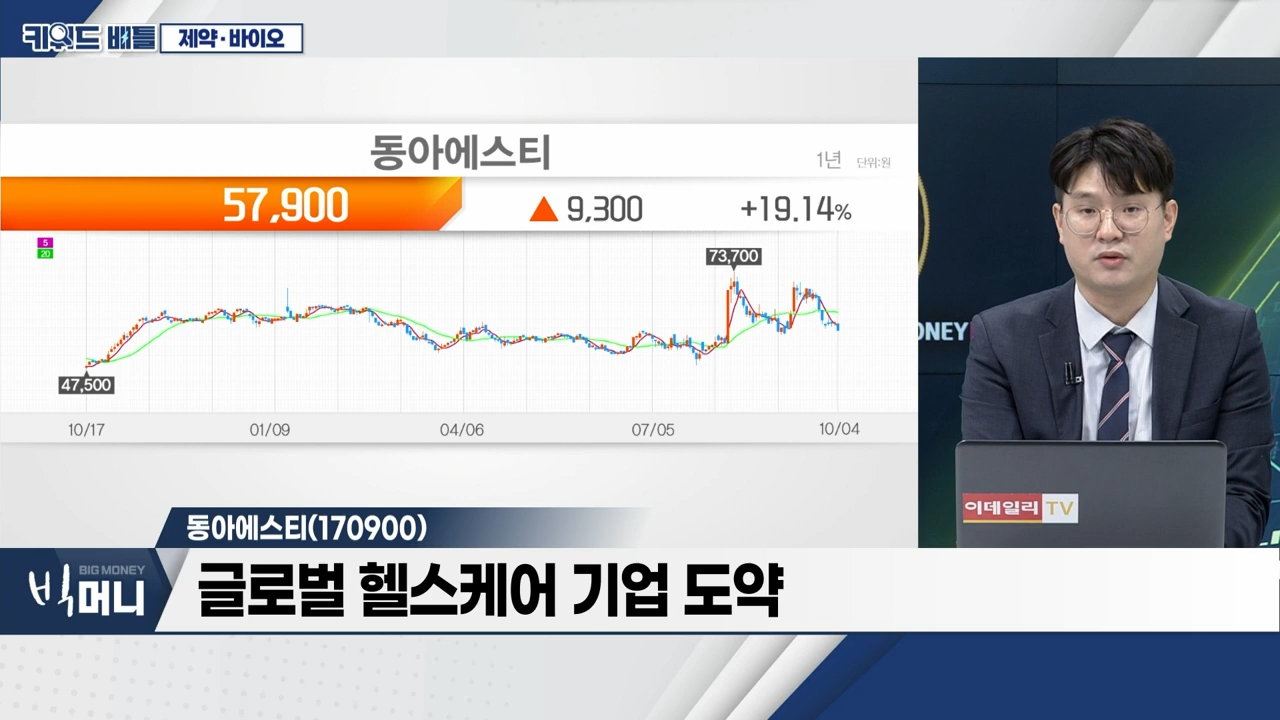 키워드 배틀 제약·바이오
동아에스티
1년 단위:원
57,900 ▲ 9,300 +19.14%
5
20
73,700
47,500
10/17 01/09 04/06 07/05 10/04
ONEY
이데일리 TV
동아에스티(170900)
BIG MONEY
빅머니
글로벌 헬스케어 기업 도약